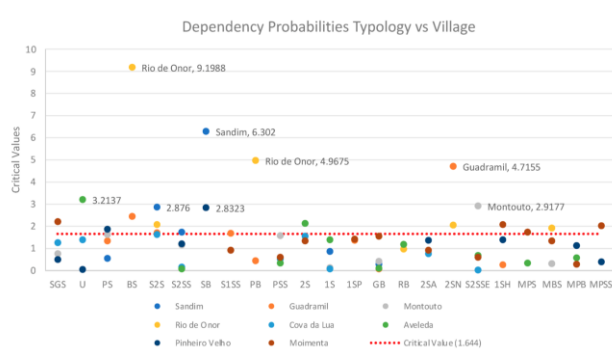 Dependency Probabilities Typology vs Village
Critical Values
10
9
8
7
6
5
4
3
2
1
0
Rio de Onor, 9.1988
Sandim, 6.302
Rio de Onor, 4.9675
Guadramil, 4.7155
3.2137
2.876
2.8323
Montouto, 2.9177
SGS U PS BS S2S S2SS SB S1SS PB PSS 2S 1S 1SP GB RB 2SA 2SN S2SSE 1SH MPS MBS MPB MPSS
Sandim Guadramil Montouto
Rio de Onor Cova da Lua Aveleda
Pinheiro Velho Moimenta Critical Value (1.644)